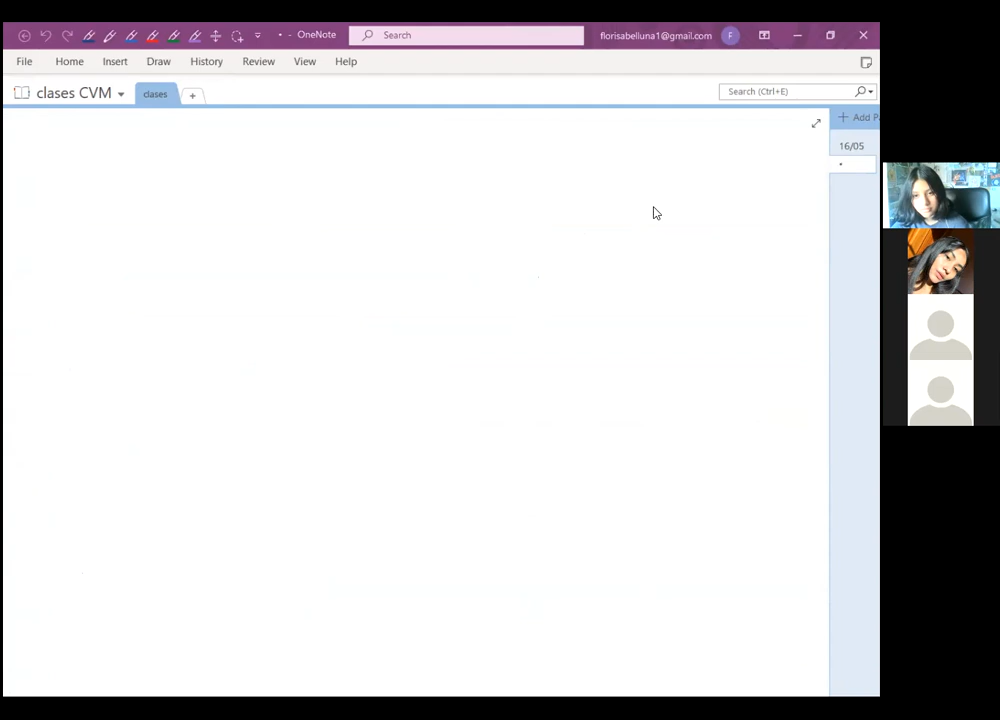 OneNote
Search
florisabelluna1@gmail.com
F
File Home Insert Draw History Review View Help
clases CVM
clases
+
Search (Ctrl+E)
Add P
16/05